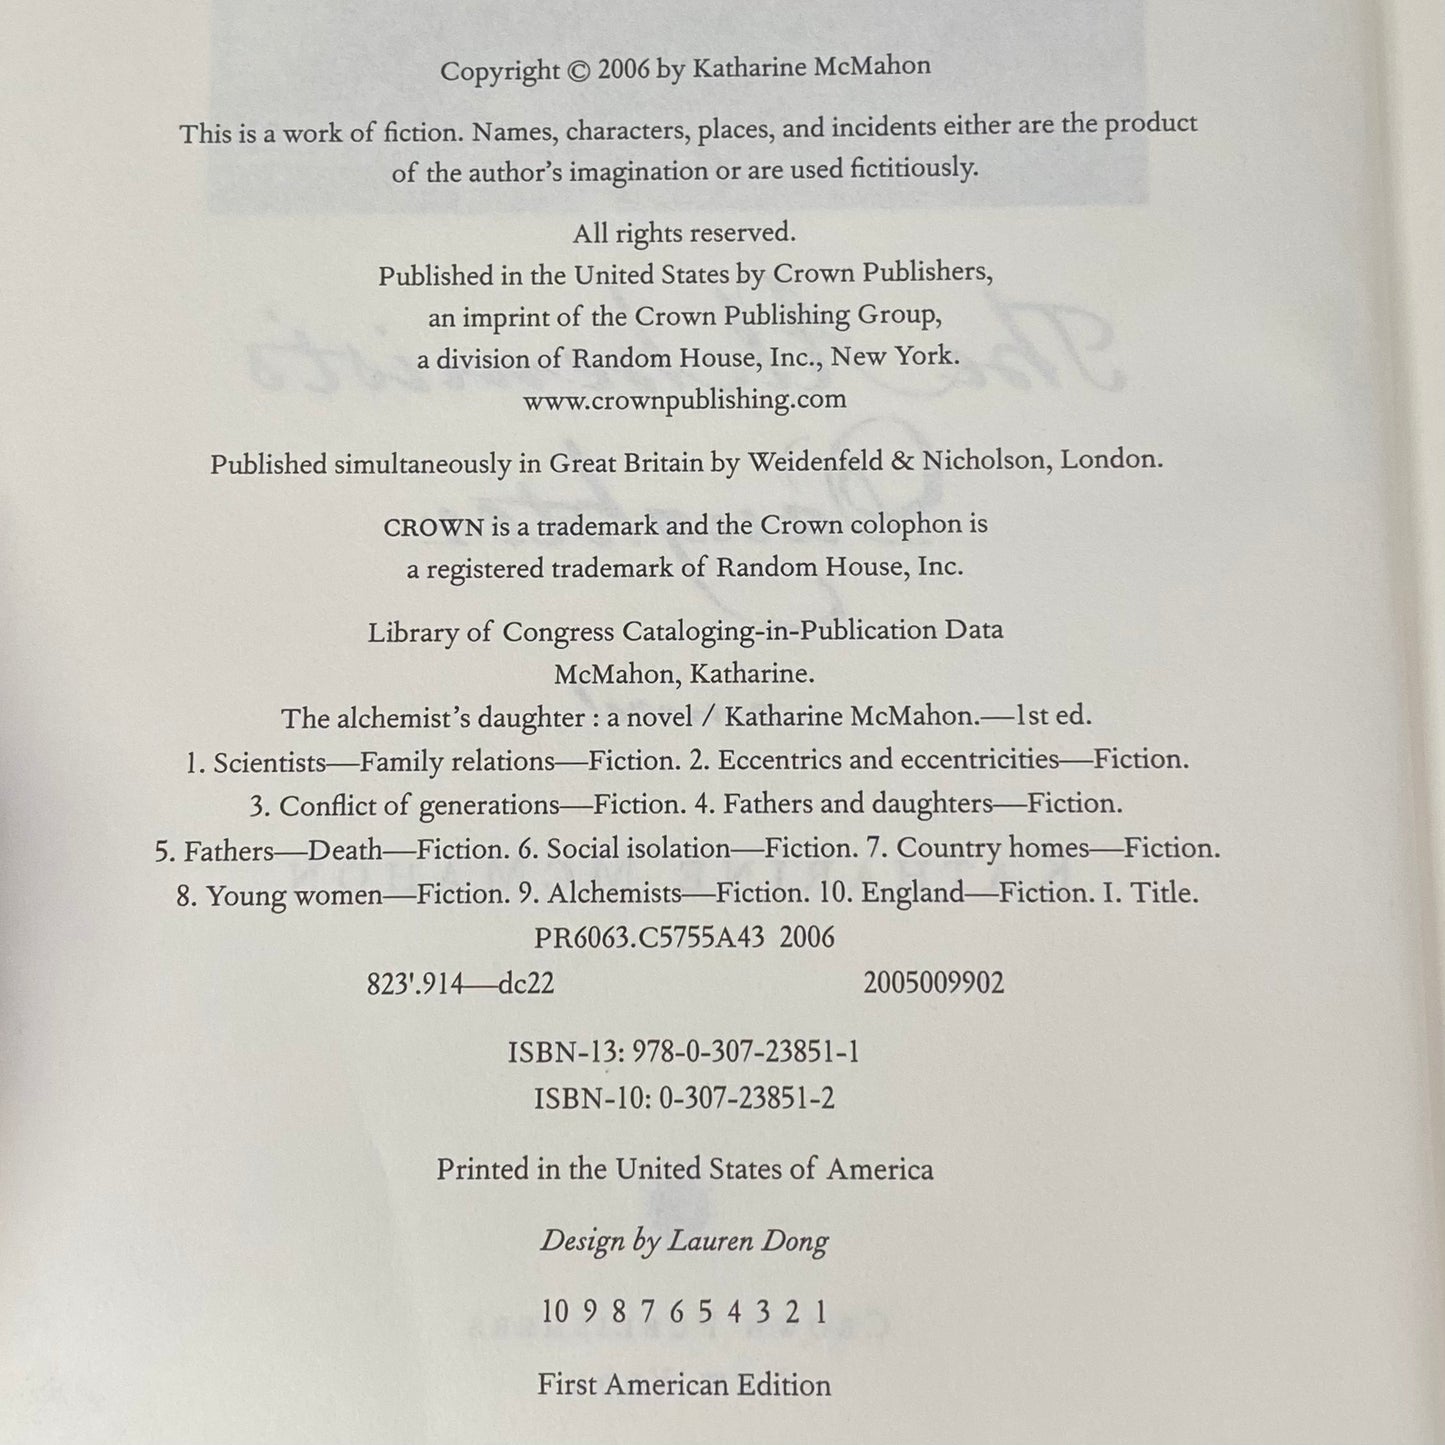 Copyright © 2006 by Katharine McMahon
This is a work of fiction. Names, characters, places, and incidents either are the product
of the author's imagination or are used fictitiously.
All rights reserved.
Published in the United States by Crown Publishers,
an imprint of the Crown Publishing Group,
a division of Random House, Inc., New York.
www.crownpublishing.com
Published simultaneously in Great Britain by Weidenfeld & Nicholson, London.
CROWN is a trademark and the Crown colophon is
a registered trademark of Random House, Inc.
Library of Congress Cataloging-in-Publication Data
McMahon, Katharine.
The alchemist's daughter : a novel / Katharine McMahon.—1st ed.
1. Scientists—Family relations—Fiction. 2. Eccentrics and eccentricities—Fiction.
3. Conflict of generations—Fiction. 4. Fathers and daughters—Fiction.
5. Fathers—Death—Fiction. 6. Social isolation—Fiction. 7. Country homes—Fiction.
8. Young women—Fiction. 9. Alchemists—Fiction. 10. England—Fiction. I. Title.
PR6063.C5755A43 2006
823'.914—dc22 2005009902
ISBN-13: 978-0-307-23851-1
ISBN-10: 0-307-23851-2
Printed in the United States of America
Design by Lauren Dong
10 9 8 7 6 5 4 3 2 1
First American Edition